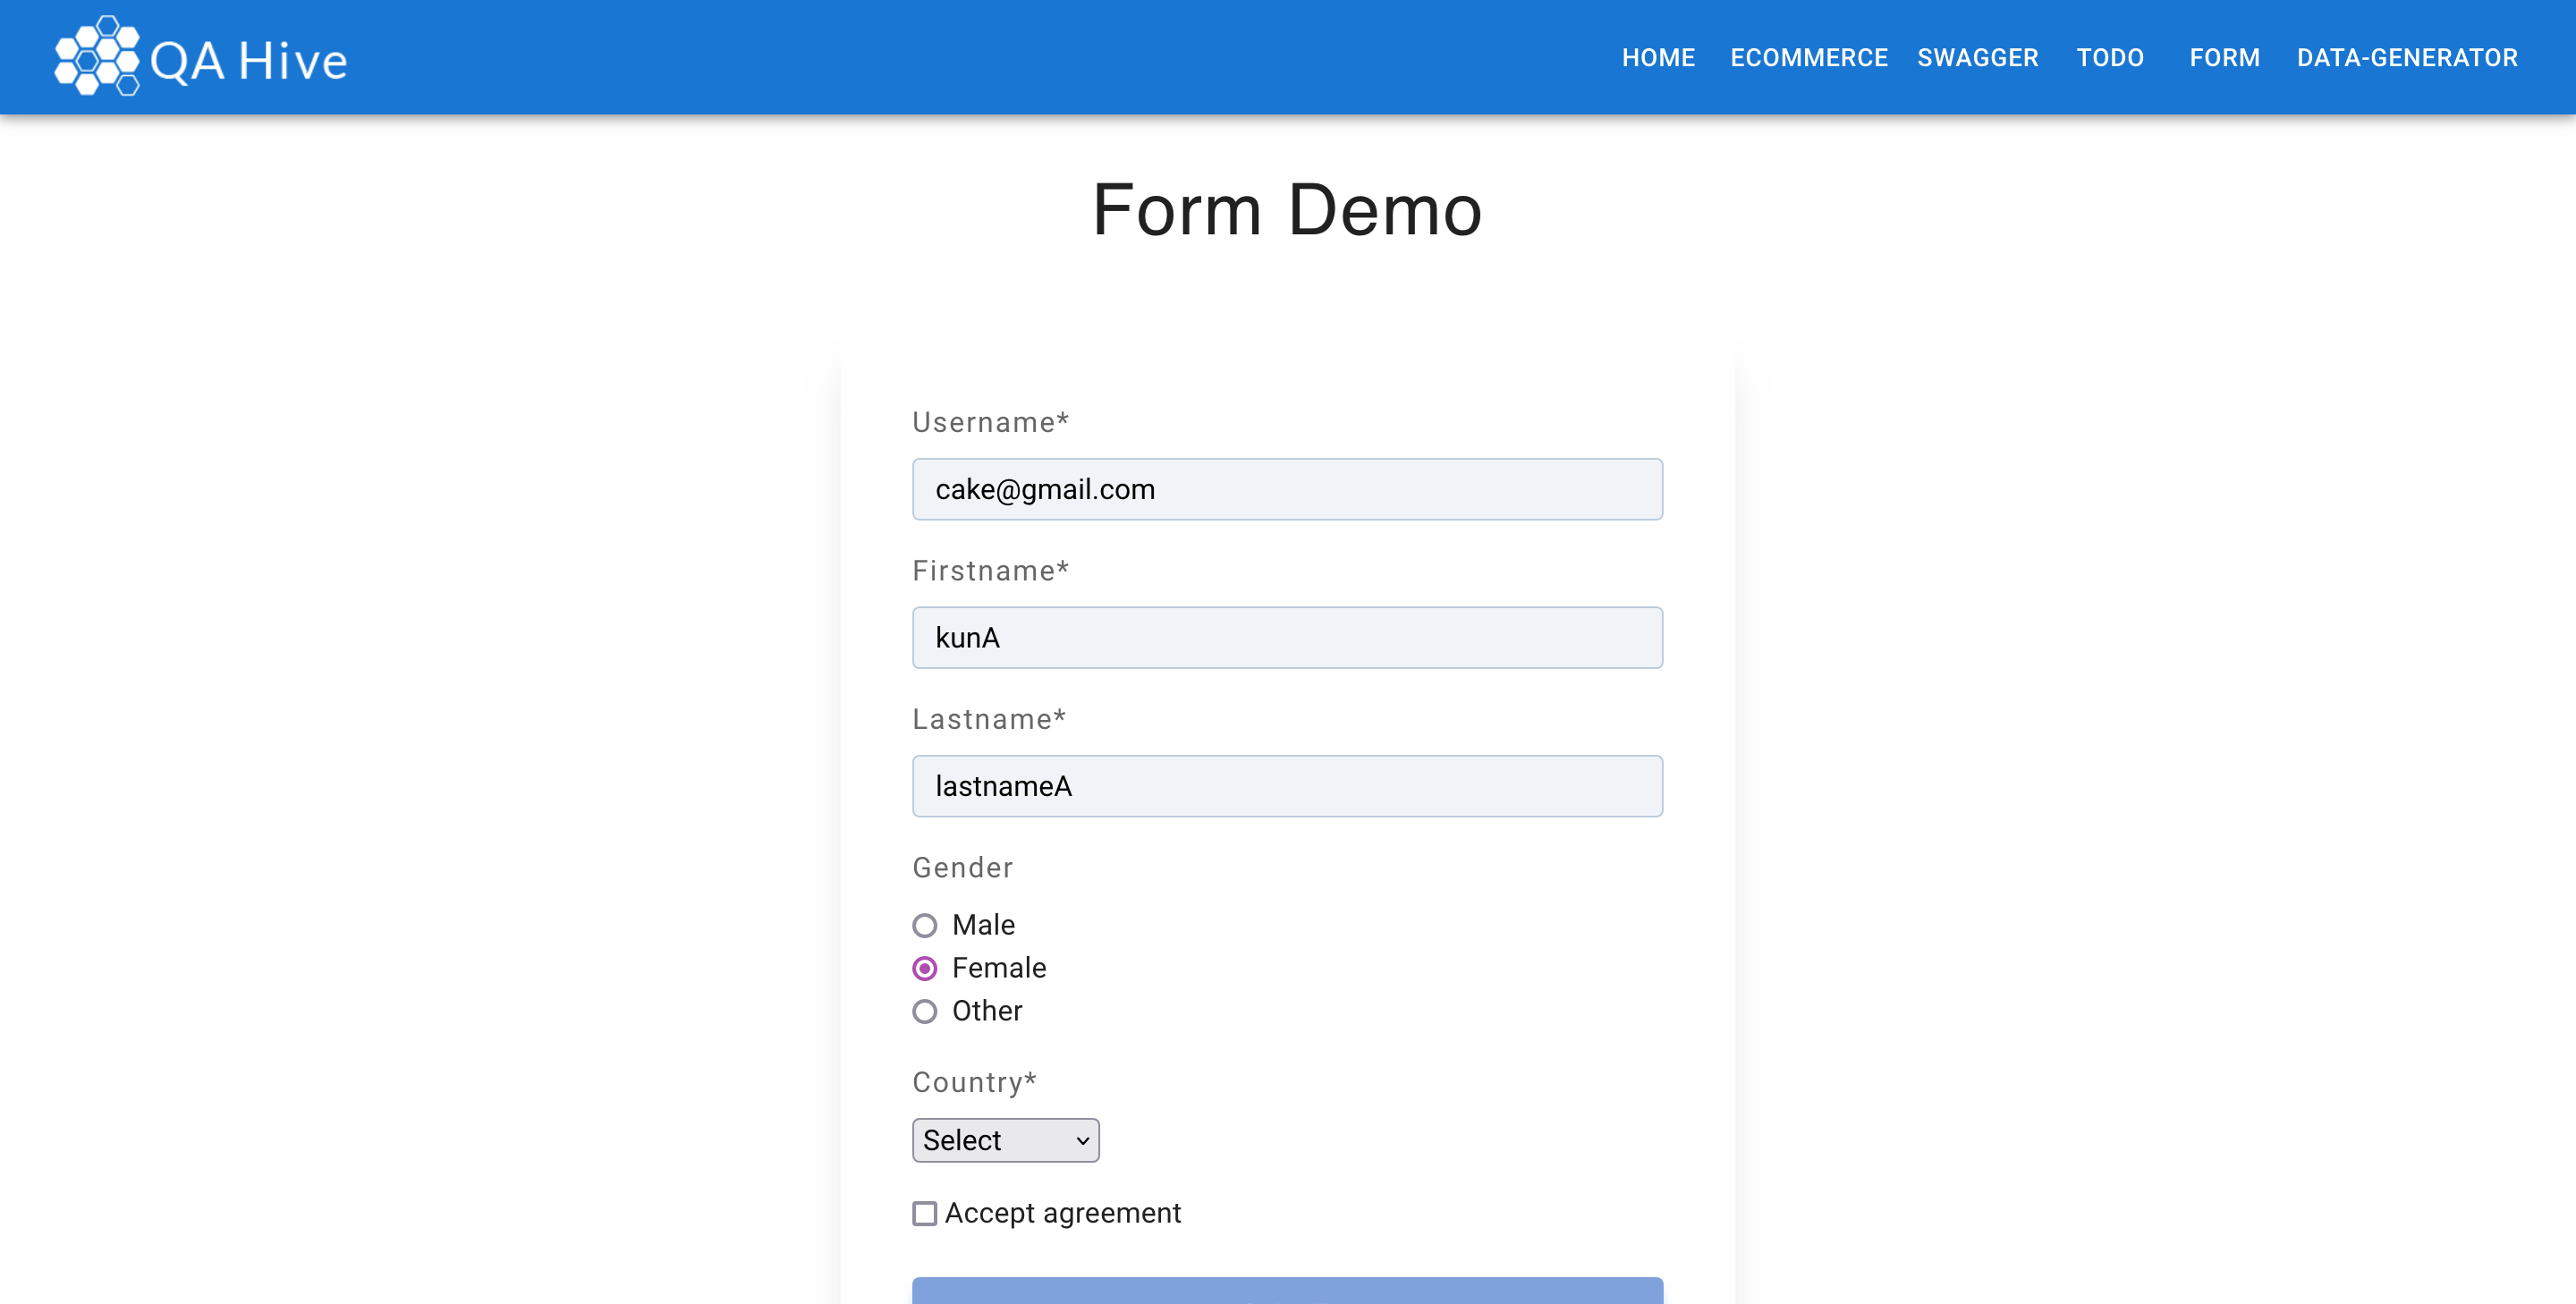 QA Hive
HOME ECOMMERCE SWAGGER TODO FORM DATA-GENERATOR
Form Demo
Username*
cake@gmail.com
Firstname*
kunA
Lastname*
lastnameA
Gender
Male
Female
Other
Country*
Select
Accept agreement